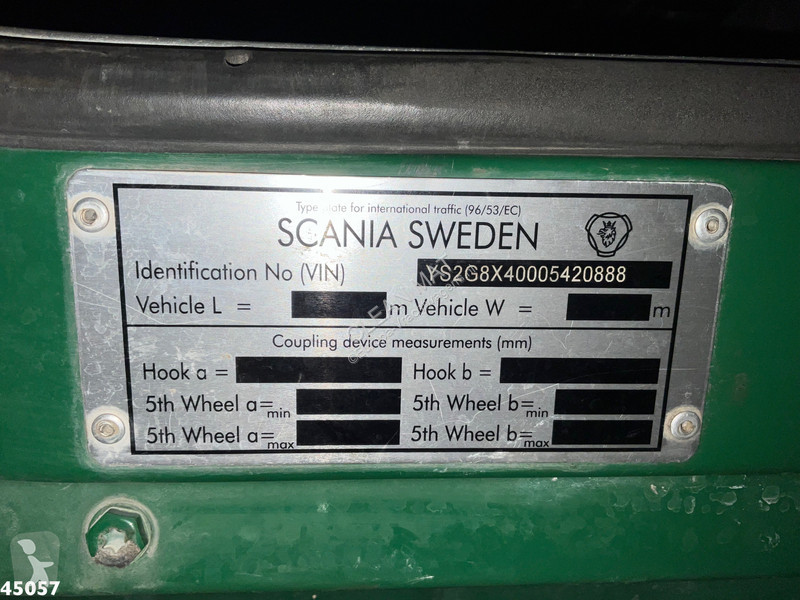 Type plate for international traffic (96/53/EC)
SCANIA SWEDEN
Identification No (VIN) YS2G8X40005420888
Vehicle L = m Vehicle W = m
Coupling device measurements (mm)
Hook a = Hook b =
5th Wheel a= min 5th Wheel b= min
5th Wheel a= max 5th Wheel b= max
45057